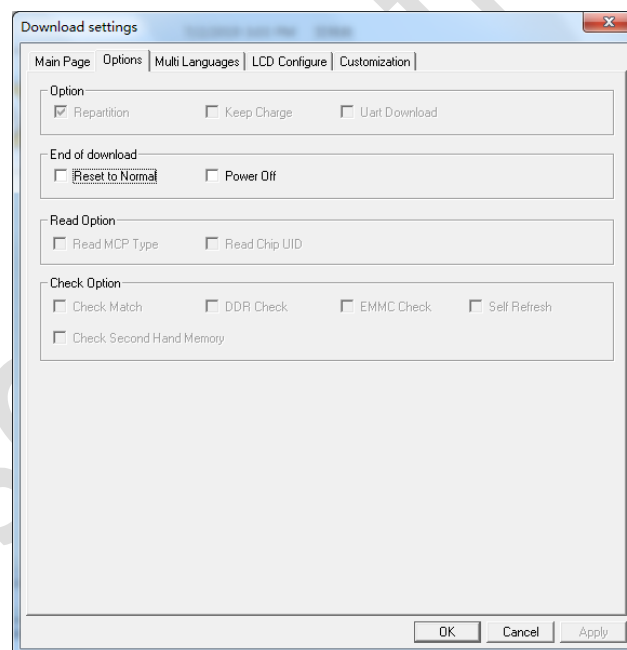 Download settings
Main Page Options Multi Languages LCD Configure Customization
Option
Repartition Keep Charge Uart Download
End of download
Reset to Normal Power Off
Read Option
Read MCP Type Read Chip UID
Check Option
Check Match DDR Check EMMC Check Self Refresh
Check Second Hand Memory
OK Cancel Apply